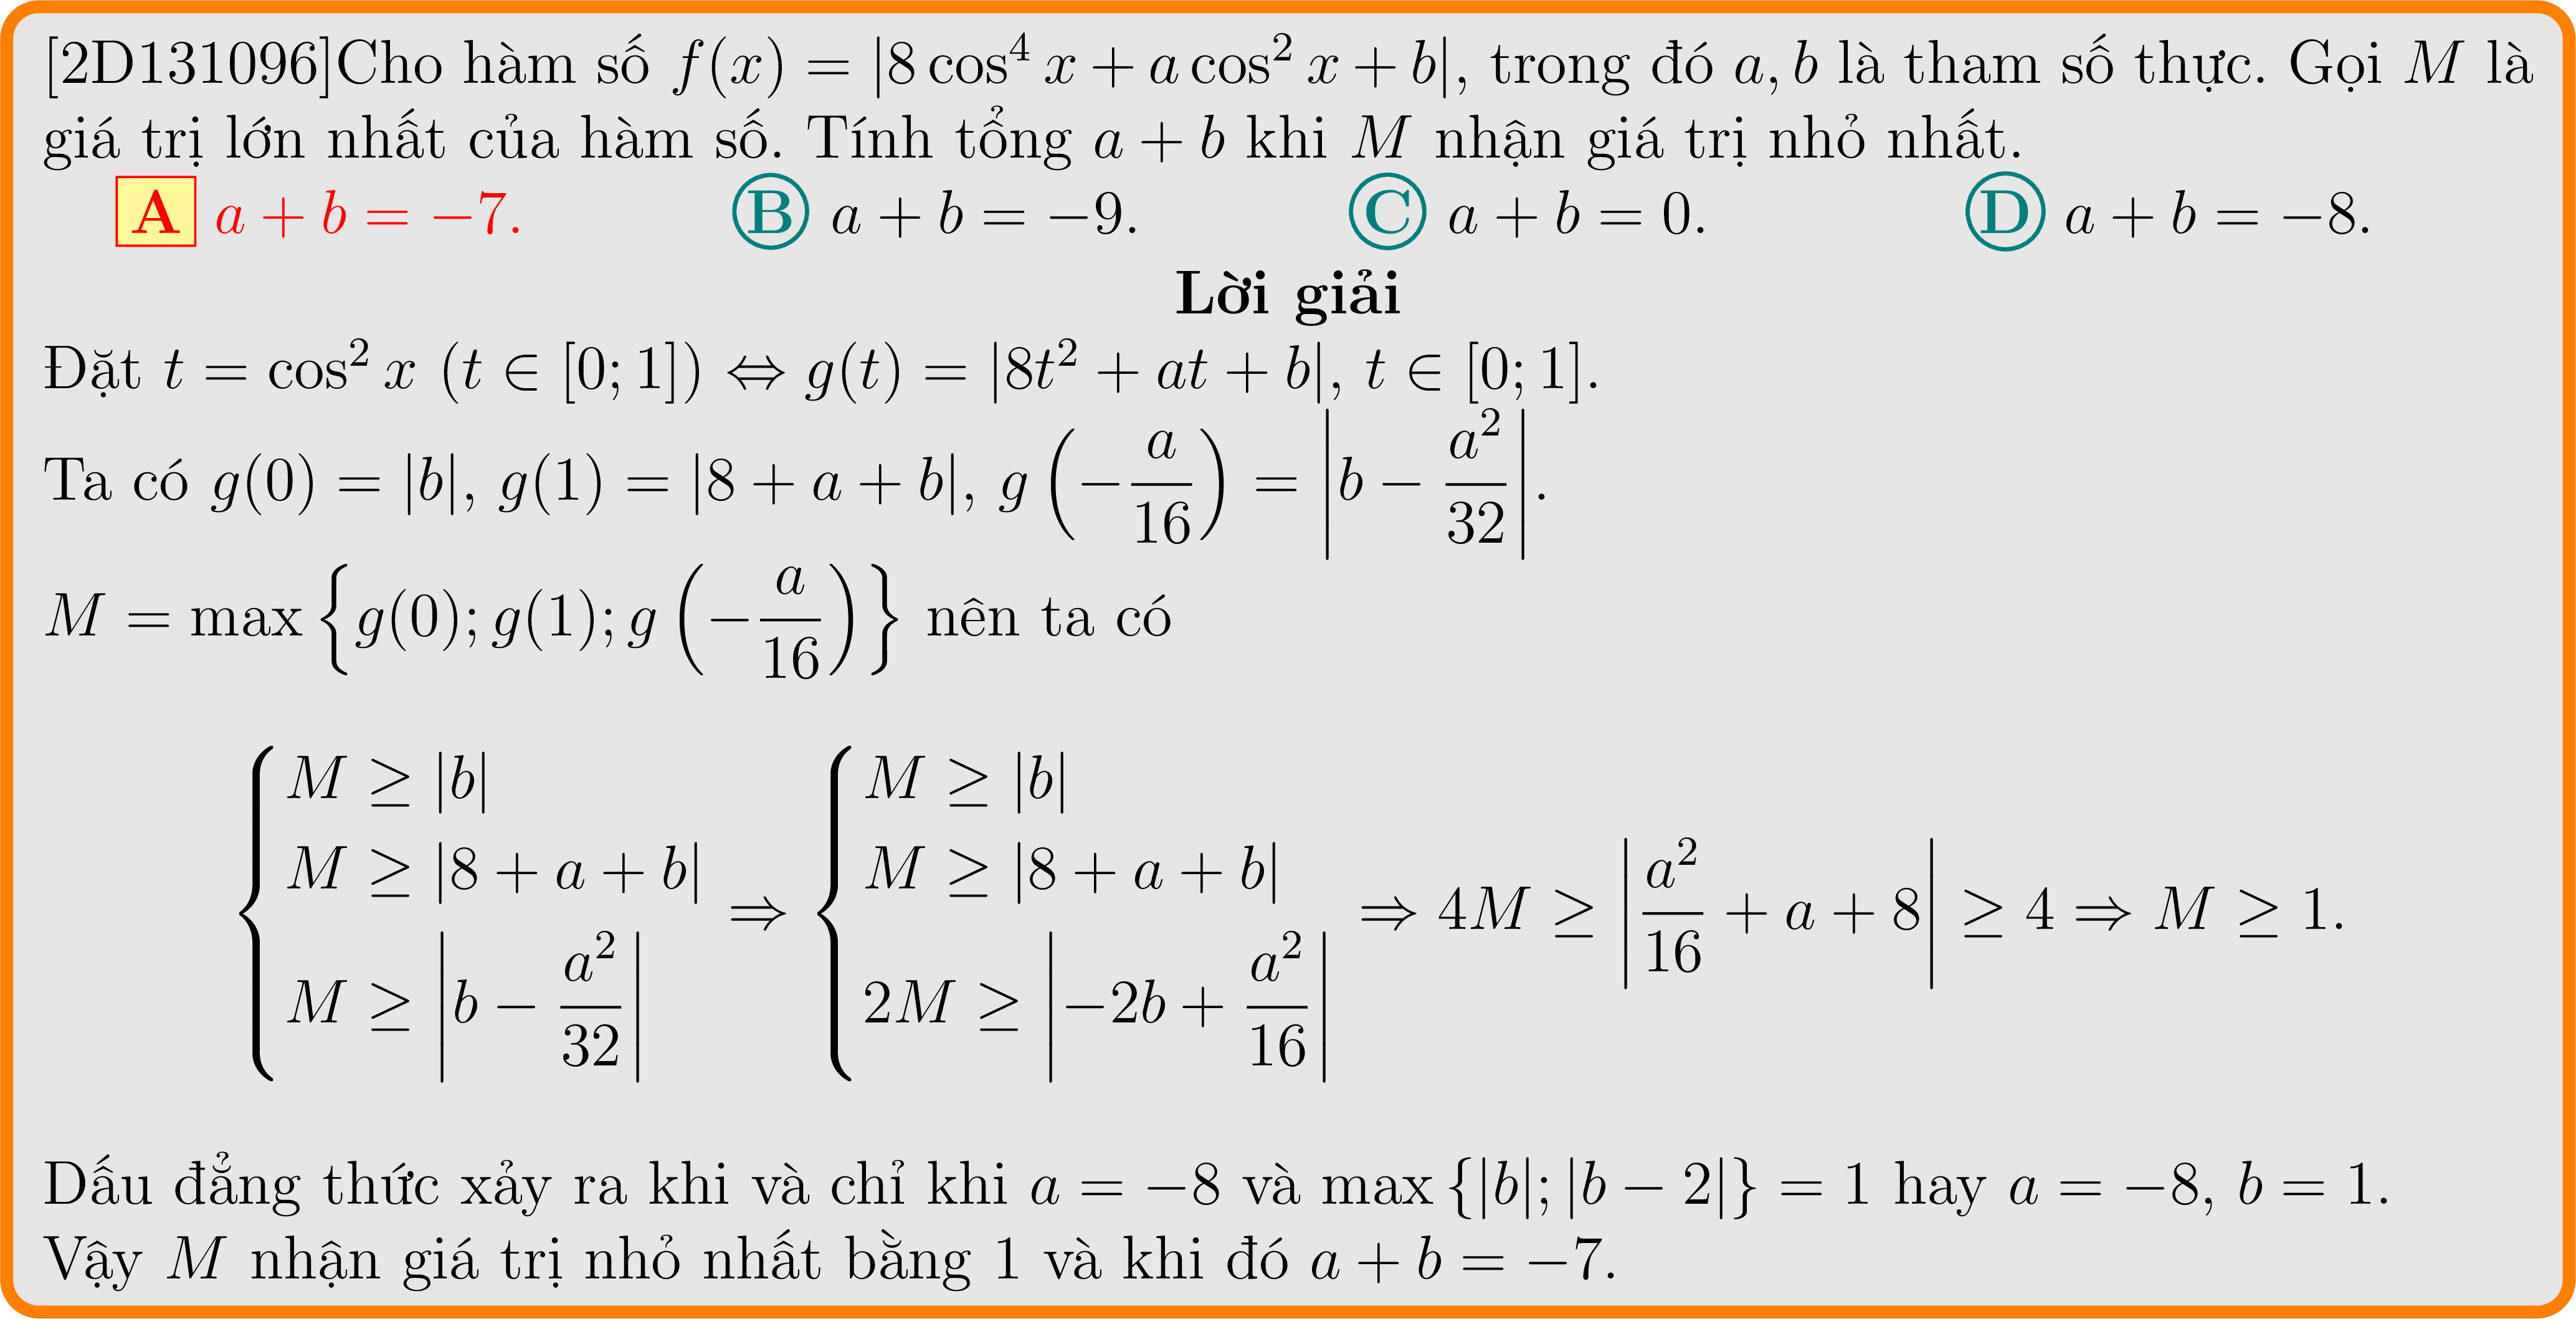 [2D131096]Cho hàm số $f(x) = |8\cos^4 x + a\cos^2 x + b|$, trong đó $a, b$ là tham số thực. Gọi $M$ là
giá trị lớn nhất của hàm số. Tính tổng $a + b$ khi $M$ nhận giá trị nhỏ nhất.
A $a + b = -7.$ B $a + b = -9.$ C $a + b = 0.$ D $a + b = -8.$
Lời giải
Đặt $t = \cos^2 x \ (t \in [0; 1]) \Leftrightarrow g(t) = |8t^2 + at + b|, \ t \in [0; 1].$
Ta có $g(0) = |b|, \ g(1) = |8 + a + b|, \ g\left(-\dfrac{a}{16}\right) = \left|b - \dfrac{a^2}{32}\right|.$
$M = \max\left\{g(0); g(1); g\left(-\dfrac{a}{16}\right)\right\}$ nên ta có
$\begin{cases} M \geq |b| \\ M \geq |8 + a + b| \\ M \geq \left|b - \dfrac{a^2}{32}\right| \end{cases} \Rightarrow \begin{cases} M \geq |b| \\ M \geq |8 + a + b| \\ 2M \geq \left|-2b + \dfrac{a^2}{16}\right| \end{cases} \Rightarrow 4M \geq \left|\dfrac{a^2}{16} + a + 8\right| \geq 4 \Rightarrow M \geq 1.$
Dấu đẳng thức xảy ra khi và chỉ khi $a = -8$ và $\max\{|b|; |b - 2|\} = 1$ hay $a = -8, \ b = 1.$
Vậy $M$ nhận giá trị nhỏ nhất bằng 1 và khi đó $a + b = -7.$